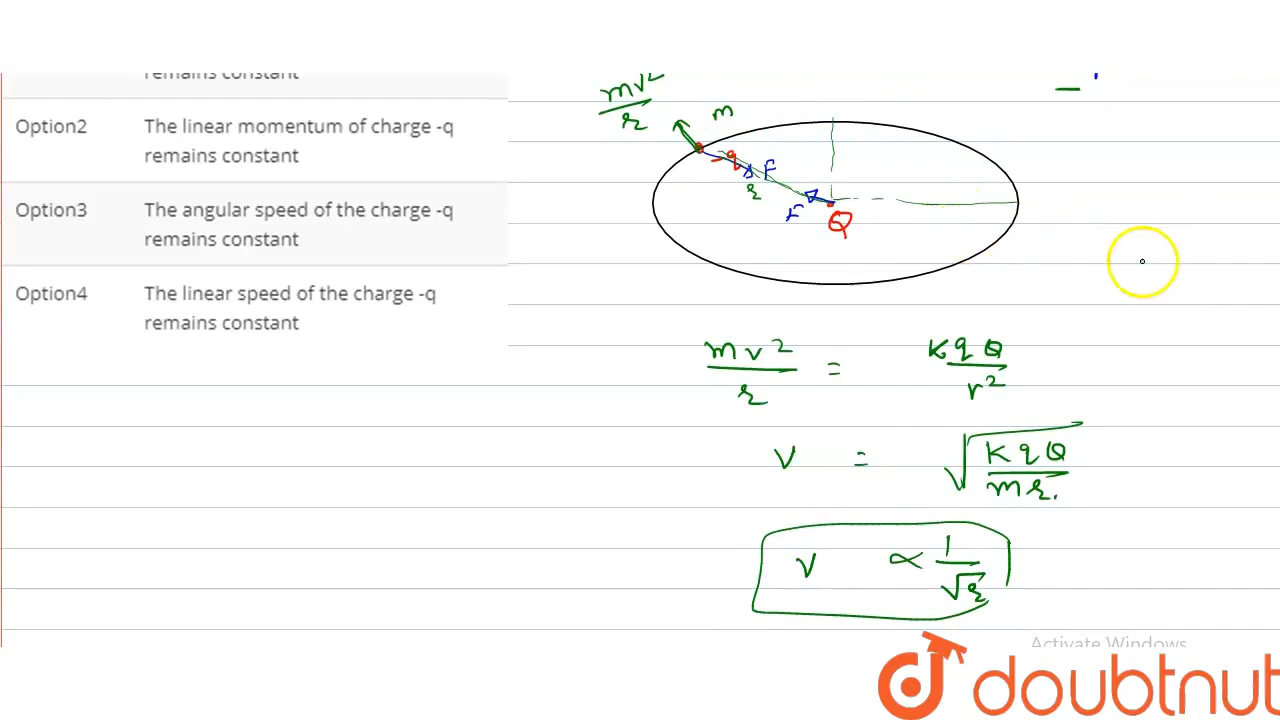 remains constant
Option2 The linear momentum of charge -q
remains constant
Option3 The angular speed of the charge -q
remains constant
Option4 The linear speed of the charge -q
remains constant
mv²
r
m
-q
F
r
F
Q
mv²/r = KqQ/r²
v = √(KqQ/mr)
v ∝ 1/√r
Activate Windows
doubtnut